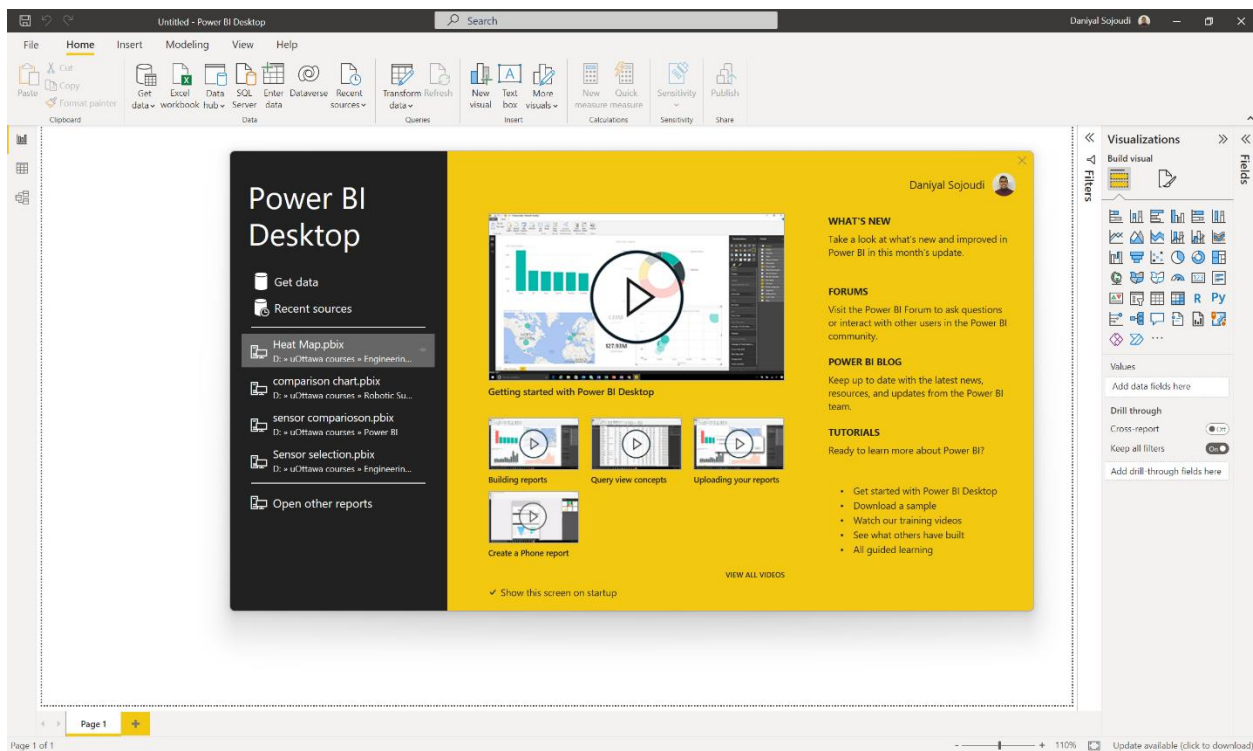 Untitled - Power BI Desktop
Search
Daniyal Sojoudi
File Home Insert Modeling View Help
Paste
Cut
Copy
Format painter
Clipboard
Get data
Excel workbook
Data hub
SQL Server
Enter data
Dataverse
Recent sources
Data
Transform data
Refresh
Queries
New visual
Text box
More visuals
Insert
New measure
Quick measure
Calculations
Sensitivity
Sensitivity
Publish
Share
Power BI
Desktop
Get data
Recent sources
Heat Map.pbix
D: » uOttawa courses » Engineerin...
comparison chart.pbix
D: » uOttawa courses » Robotic Su...
sensor comparioson.pbix
D: » uOttawa courses » Power BI
Sensor selection.pbix
D: » uOttawa courses » Engineerin...
Open other reports
Getting started with Power BI Desktop
Building reports
Query view concepts
Uploading your reports
Create a Phone report
VIEW ALL VIDEOS
Show this screen on startup
Daniyal Sojoudi
WHAT'S NEW
Take a look at what's new and improved in
Power BI in this month's update.
FORUMS
Visit the Power BI Forum to ask questions
or interact with other users in the Power BI
community.
POWER BI BLOG
Keep up to date with the latest news,
resources, and updates from the Power BI
team.
TUTORIALS
Ready to learn more about Power BI?
• Get started with Power BI Desktop
• Download a sample
• Watch our training videos
• See what others have built
• All guided learning
Filters
Visualizations
Build visual
R Py
Values
Add data fields here
Drill through
Cross-report
Off
Keep all filters
On
Add drill-through fields here
Fields
Page 1
Page 1 of 1
110%
Update available (click to download)